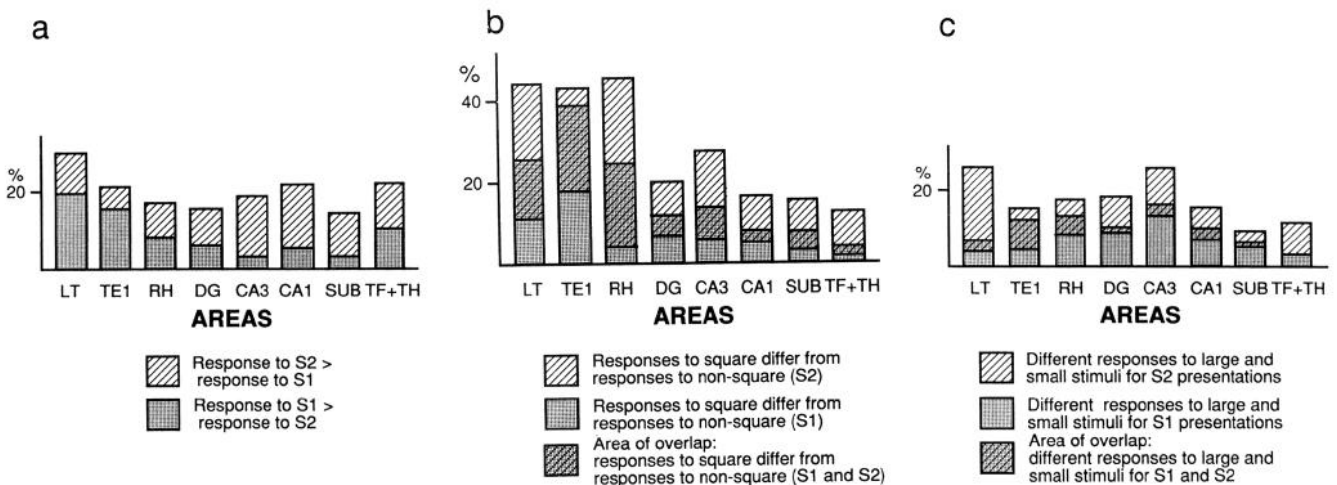 a
%
20
LT TE1 RH DG CA3 CA1 SUB TF+TH
AREAS
Response to S2 >
response to S1
Response to S1 >
response to S2
b
%
40
20
LT TE1 RH DG CA3 CA1 SUB TF+TH
AREAS
Responses to square differ from
responses to non-square (S2)
Responses to square differ from
responses to non-square (S1)
Area of overlap:
responses to square differ from
responses to non-square (S1 and S2)
c
%
20
LT TE1 RH DG CA3 CA1 SUB TF+TH
AREAS
Different responses to large and
small stimuli for S2 presentations
Different responses to large and
small stimuli for S1 presentations
Area of overlap:
different responses to large and
small stimuli for S1 and S2